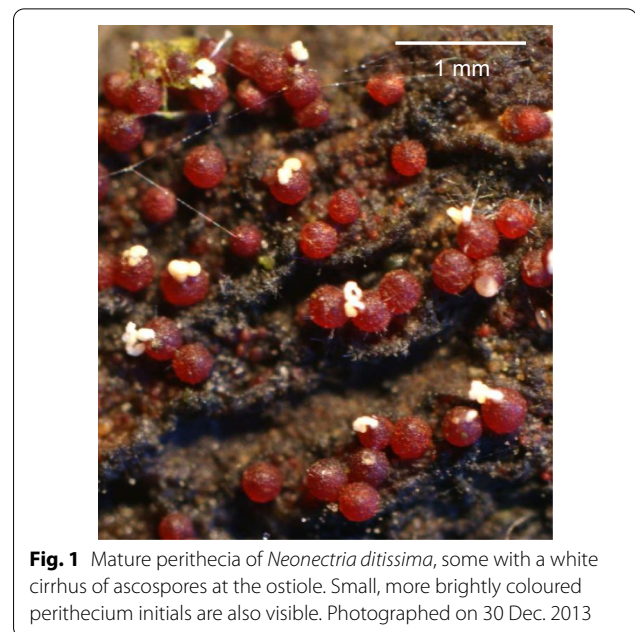 1 mm
Fig. 1 Mature perithecia of Neonectria ditissima, some with a white
cirrhus of ascospores at the ostiole. Small, more brightly coloured
perithecium initials are also visible. Photographed on 30 Dec. 2013